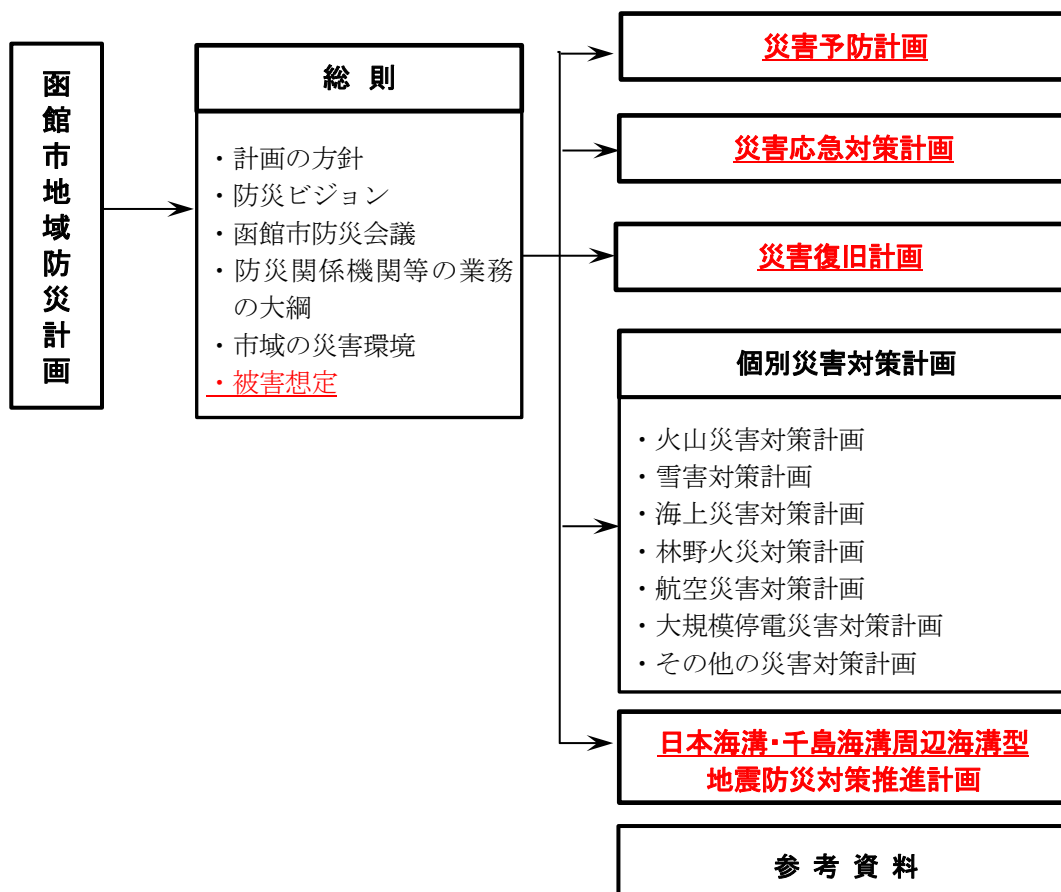 函館市地域防災計画
総 則
・計画の方針
・防災ビジョン
・函館市防災会議
・防災関係機関等の業務
の大綱
・市域の災害環境
・被害想定
災害予防計画
災害応急対策計画
災害復旧計画
個別災害対策計画
・火山災害対策計画
・雪害対策計画
・海上災害対策計画
・林野火災対策計画
・航空災害対策計画
・大規模停電災害対策計画
・その他の災害対策計画
日本海溝・千島海溝周辺海溝型
地震防災対策推進計画
参 考 資 料